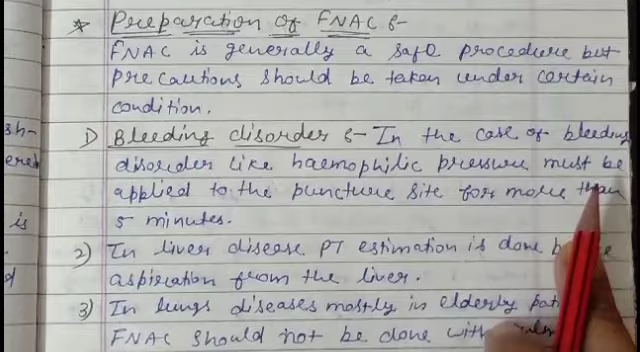 * Preparation of FNAC :-
FNAC is generally a safe procedure but
precautions should be taken under certain
condition.
1) Bleeding disorder :- In the case of bleeding
disorder like haemophilic pressure must be
applied to the puncture site for more than
5 minutes.
2) In liver disease PT estimation is done
aspiration from the liver.
3) In lungs diseases mostly in elderly
FNAC should not be done
is